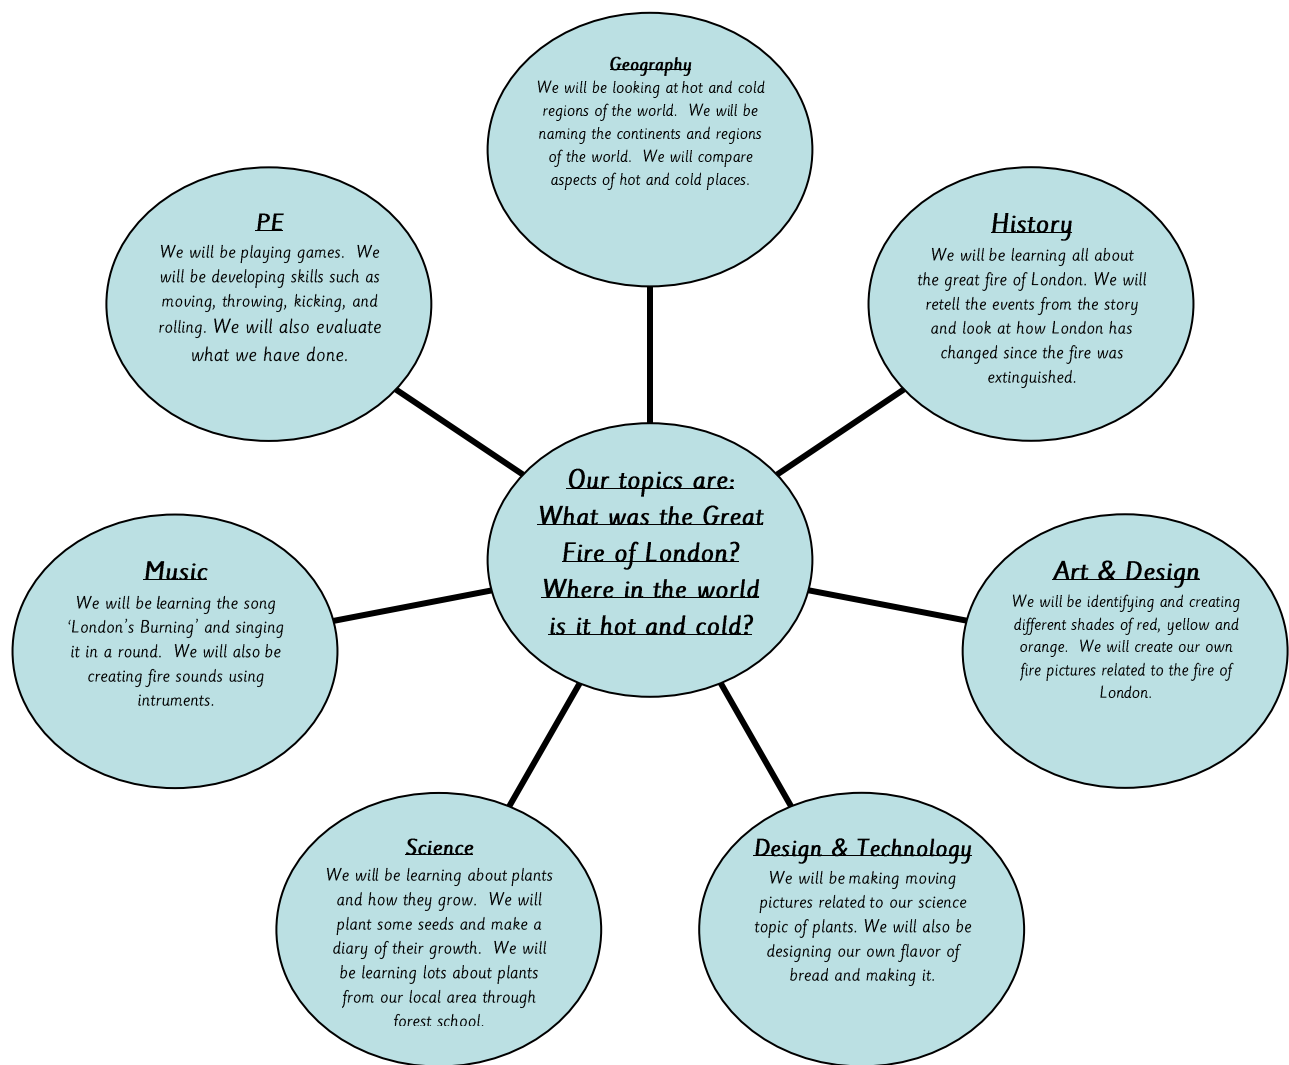 Geography
We will be looking at hot and cold
regions of the world. We will be
naming the continents and regions
of the world. We will compare
aspects of hot and cold places.
PE
We will be playing games. We
will be developing skills such as
moving, throwing, kicking, and
rolling. We will also evaluate
what we have done.
History
We will be learning all about
the great fire of London. We will
retell the events from the story
and look at how London has
changed since the fire was
extinguished.
Our topics are:
What was the Great
Fire of London?
Where in the world
is it hot and cold?
Music
We will be learning the song
‘London’s Burning’ and singing
it in a round. We will also be
creating fire sounds using
intruments.
Art & Design
We will be identifying and creating
different shades of red, yellow and
orange. We will create our own
fire pictures related to the fire of
London.
Science
We will be learning about plants
and how they grow. We will
plant some seeds and make a
diary of their growth. We will
be learning lots about plants
from our local area through
forest school.
Design & Technology
We will be making moving
pictures related to our science
topic of plants. We will also be
designing our own flavor of
bread and making it.